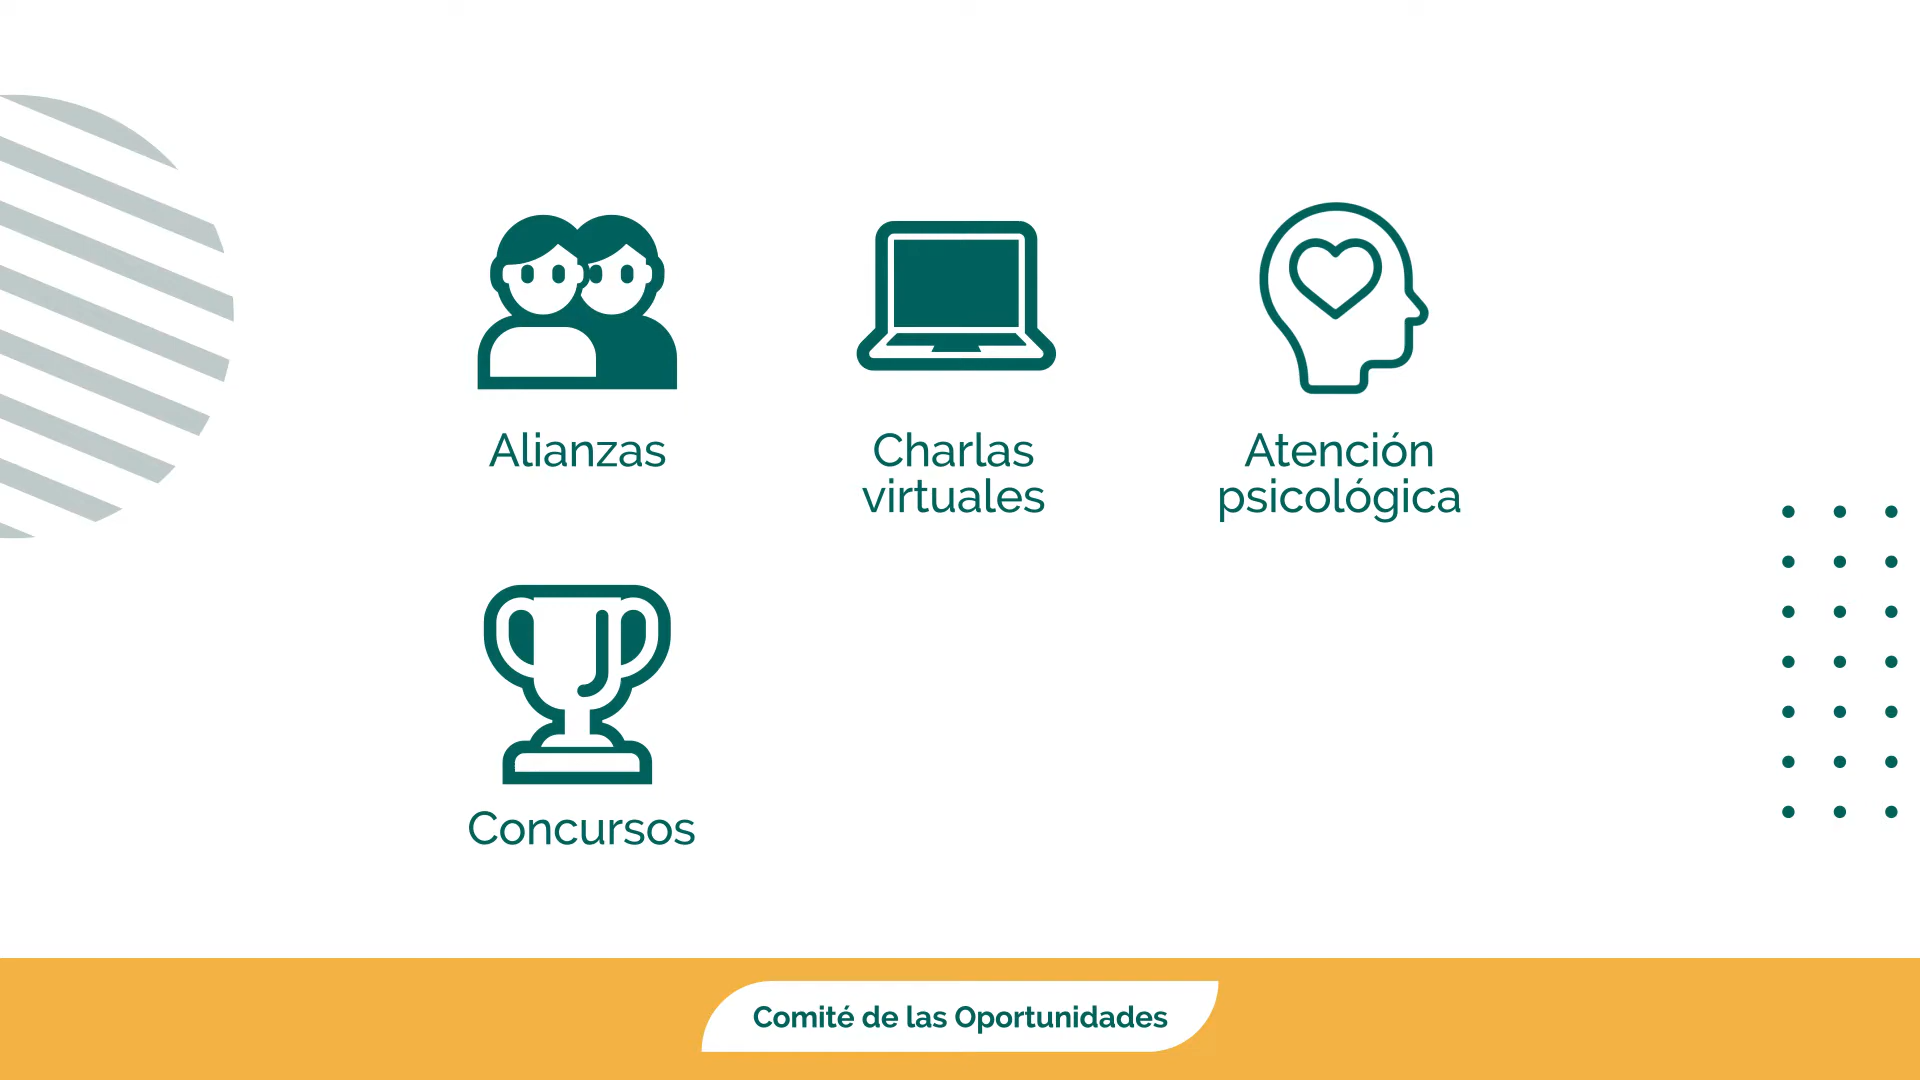 Alianzas
Charlas
virtuales
Atención
psicológica
Concursos
Comité de las Oportunidades